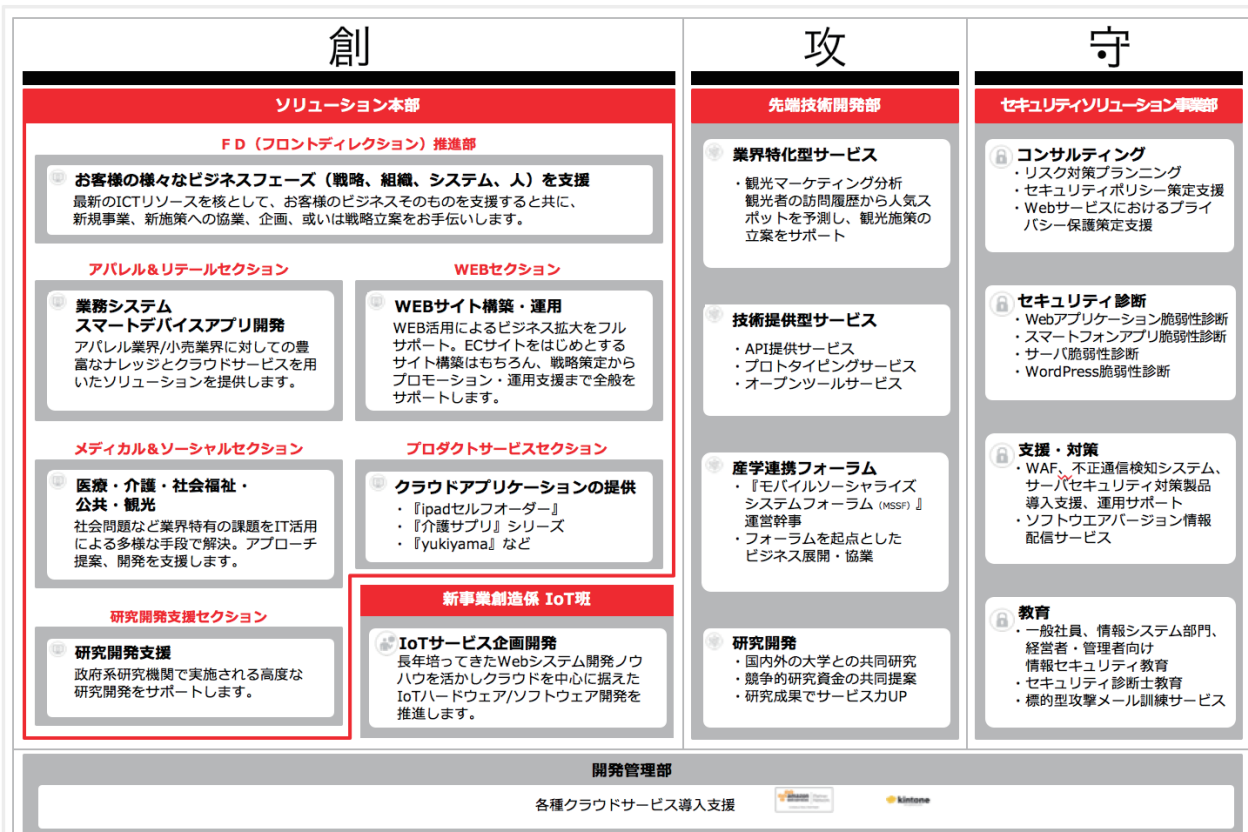 創
ソリューション本部
FD（フロントディレクション）推進部
お客様の様々なビジネスフェーズ（戦略、組織、システム、人）を支援
最新のICTリソースを核として、お客様のビジネスそのものを支援すると共に、
新規事業、新施策への協業、企画、或いは戦略立案をお手伝いします。
アパレル＆リテールセクション
業務システム
スマートデバイスアプリ開発
アパレル業界/小売業界に対しての豊
富なナレッジとクラウドサービスを用
いたソリューションを提供します。
WEBセクション
WEBサイト構築・運用
WEB活用によるビジネス拡大をフル
サポート。ECサイトをはじめとする
サイト構築はもちろん、戦略策定から
プロモーション・運用支援まで全般を
サポートします。
メディカル＆ソーシャルセクション
医療・介護・社会福祉・
公共・観光
社会問題など業界特有の課題をIT活用
による多様な手段で解決。アプローチ
提案、開発を支援します。
プロダクトサービスセクション
クラウドアプリケーションの提供
・『ipadセルフオーダー』
・『介護サプリ』シリーズ
・『yukiyama』など
研究開発支援セクション
研究開発支援
政府系研究機関で実施される高度な
研究開発をサポートします。
新事業創造係 IoT班
IoTサービス企画開発
長年培ってきたWebシステム開発ノウ
ハウを活かしクラウドを中心に据えた
IoTハードウェア/ソフトウェア開発を
推進します。
攻
先端技術開発部
業界特化型サービス
・観光マーケティング分析
観光者の訪問履歴から人気ス
ポットを予測し、観光施策の
立案をサポート
技術提供型サービス
・API提供サービス
・プロトタイピングサービス
・オープンツールサービス
産学連携フォーラム
・『モバイルソーシャライズ
システムフォーラム（MSSF）』
運営幹事
・フォーラムを起点とした
ビジネス展開・協業
研究開発
・国内外の大学との共同研究
・競争的研究資金の共同提案
・研究成果でサービス力UP
守
セキュリティソリューション事業部
コンサルティング
・リスク対策プランニング
・セキュリティポリシー策定支援
・Webサービスにおけるプライ
バシー保護策定支援
セキュリティ診断
・Webアプリケーション脆弱性診断
・スマートフォンアプリ脆弱性診断
・サーバ脆弱性診断
・WordPress脆弱性診断
支援・対策
・WAF、不正通信検知システム、
サーバセキュリティ対策製品
導入支援、運用サポート
・ソフトウエアバージョン情報
配信サービス
教育
・一般社員、情報システム部門、
経営者・管理者向け
情報セキュリティ教育
・セキュリティ診断士教育
・標的型攻撃メール訓練サービス
開発管理部
各種クラウドサービス導入支援
kintone